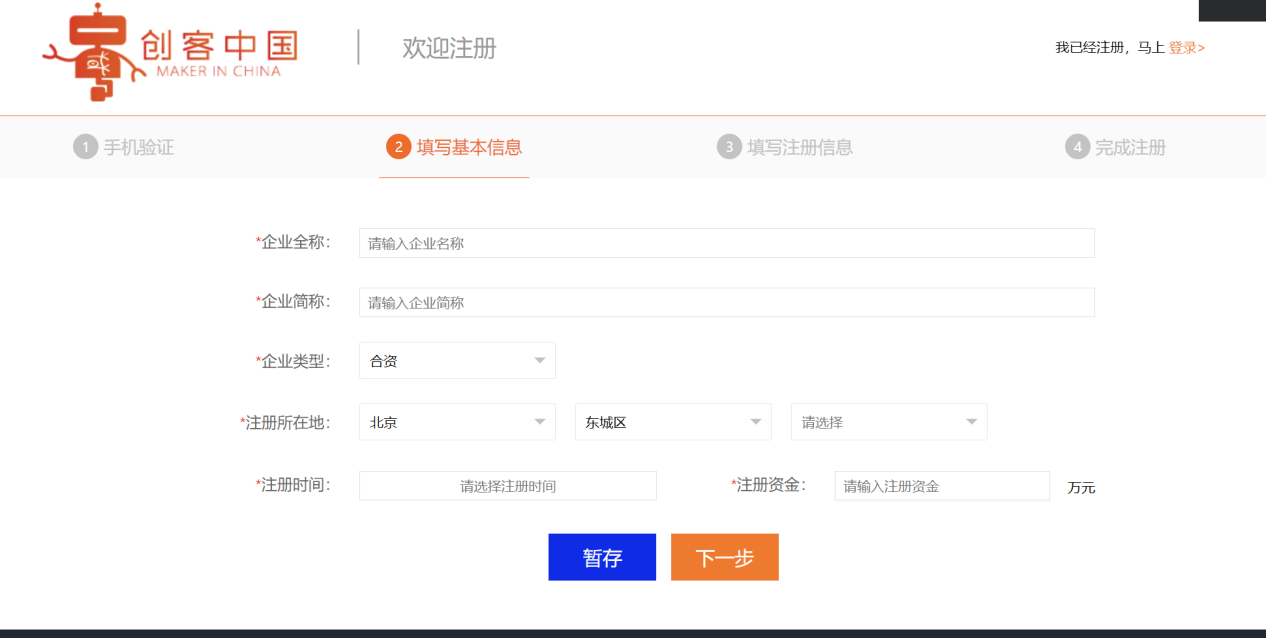 创客中国
MAKER IN CHINA
欢迎注册
我已经注册，马上 登录>
1 手机验证
2 填写基本信息
3 填写注册信息
4 完成注册
*企业全称： 请输入企业名称
*企业简称： 请输入企业简称
*企业类型： 合资
*注册所在地： 北京 东城区 请选择
*注册时间： 请选择注册时间 *注册资金： 请输入注册资金 万元
暂存 下一步